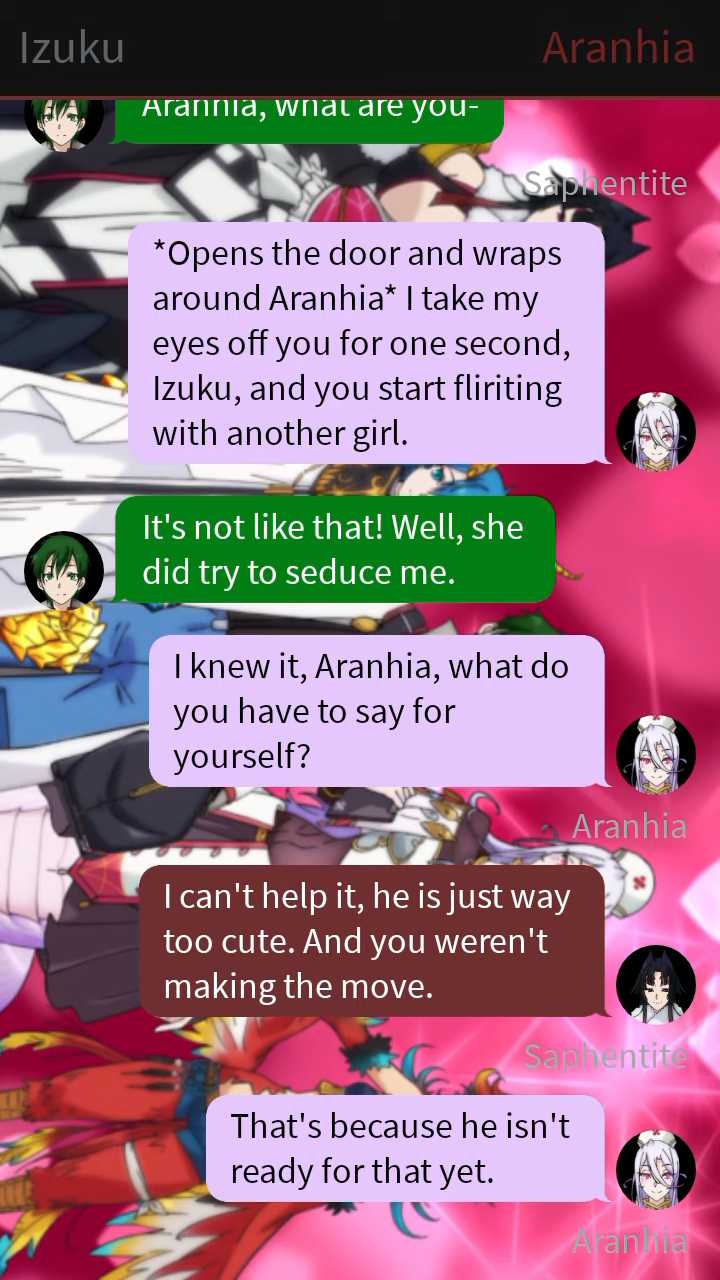 Izuku
Aranhia
Aranhia, what are you-
Saphentite
*Opens the door and wraps
around Aranhia* I take my
eyes off you for one second,
Izuku, and you start fliriting
with another girl.
It's not like that! Well, she
did try to seduce me.
I knew it, Aranhia, what do
you have to say for
yourself?
Aranhia
I can't help it, he is just way
too cute. And you weren't
making the move.
Saphentite
That's because he isn't
ready for that yet.
Aranhia